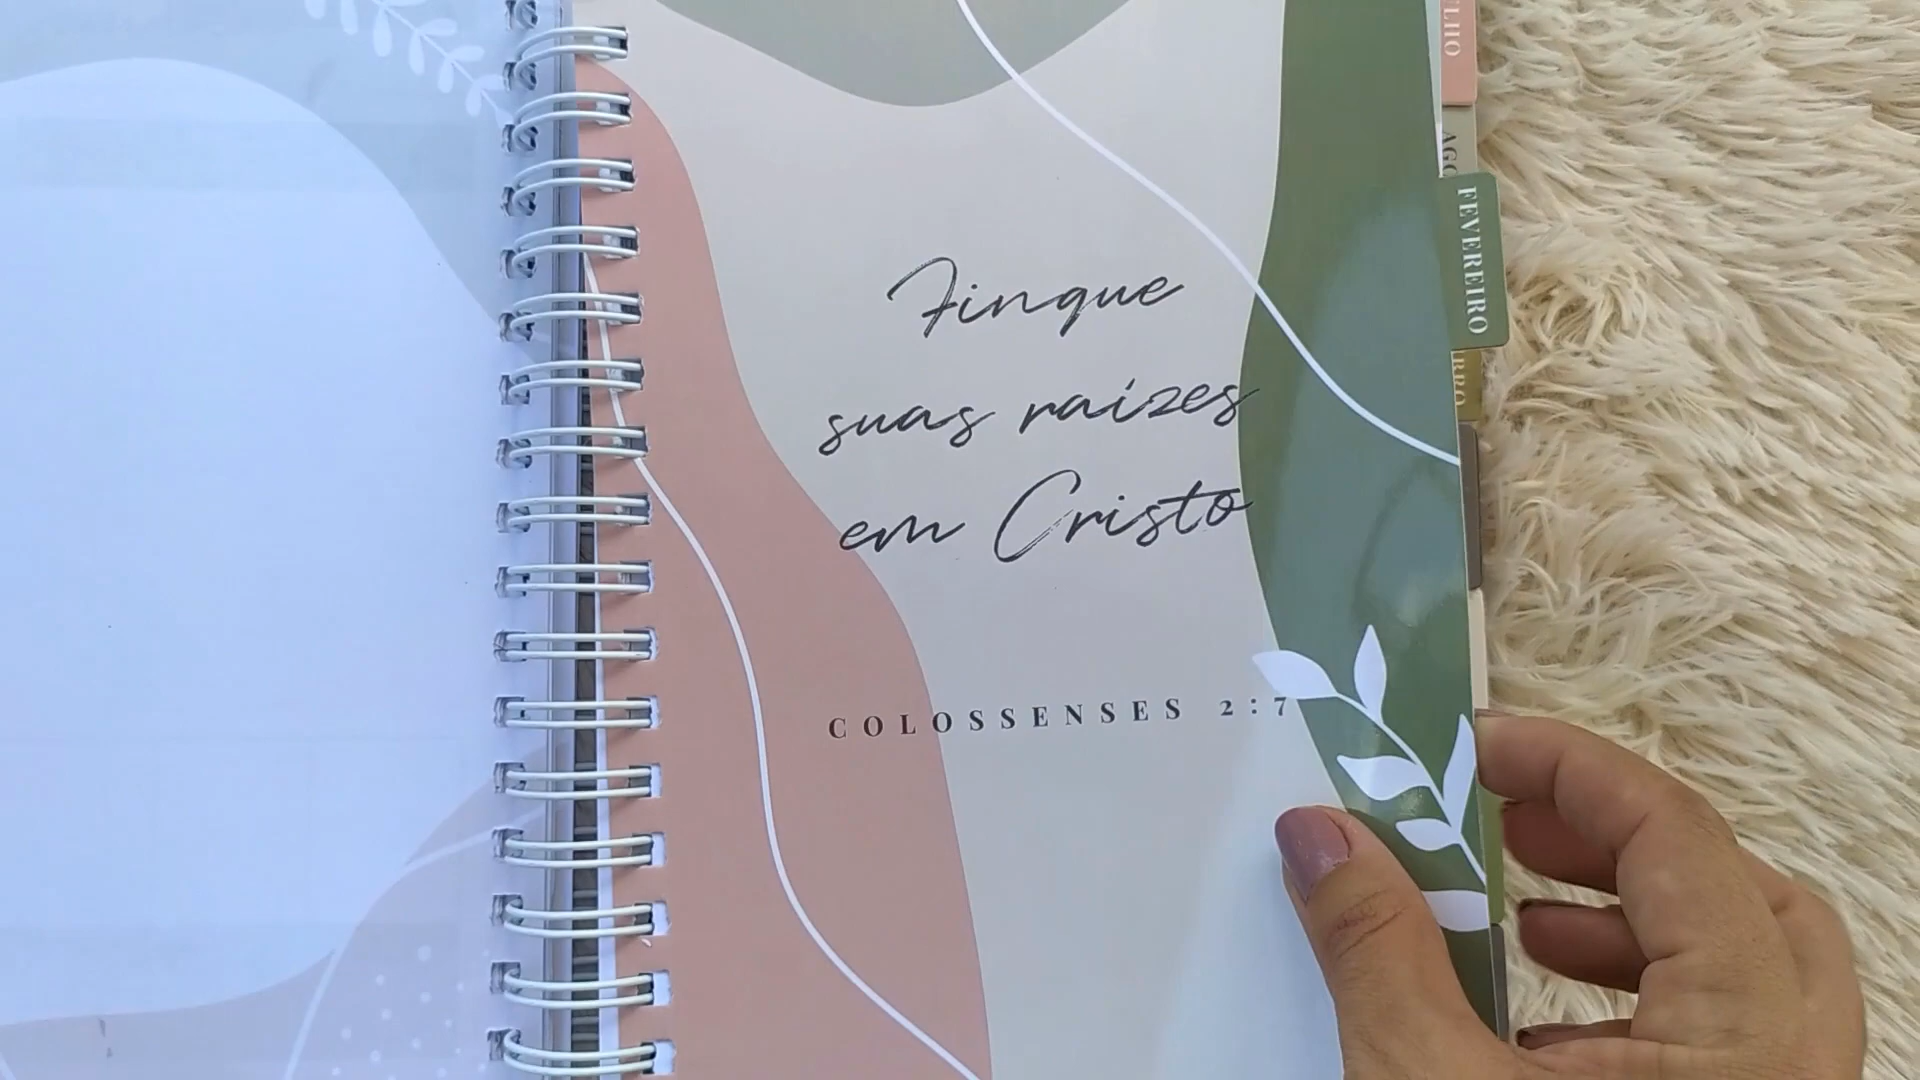 Finque
suas raízes
em Cristo
COLOSSENSES 2:7
FEVEREIRO